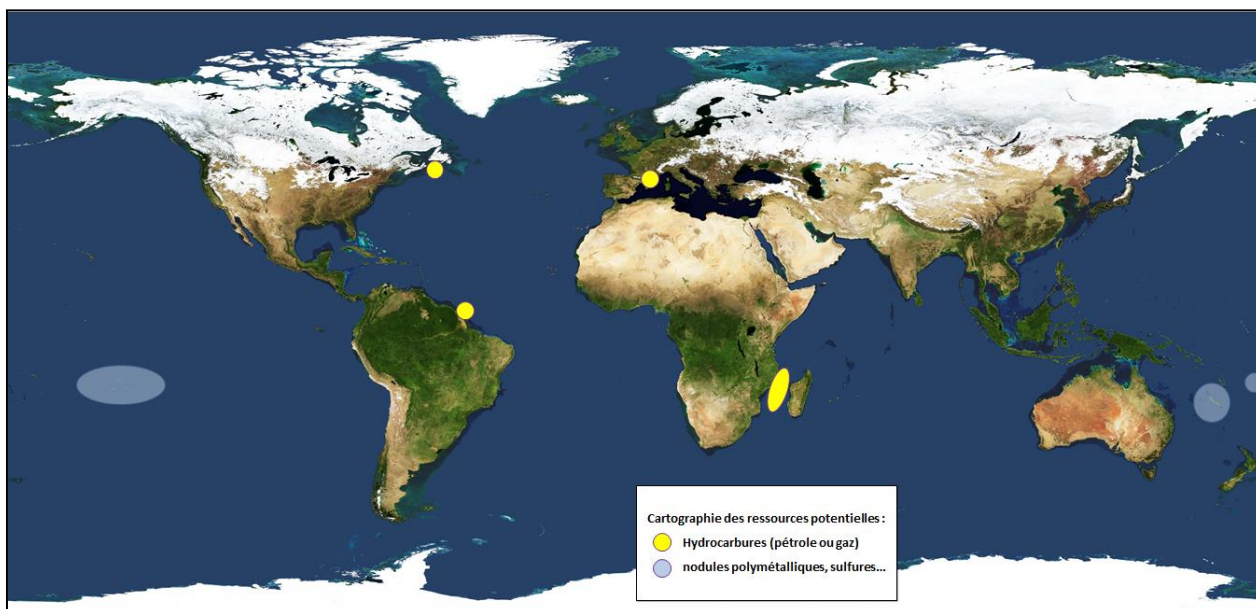 Cartographie des ressources potentielles :
Hydrocarbures (pétrole ou gaz)
nodules polymétalliques, sulfures...